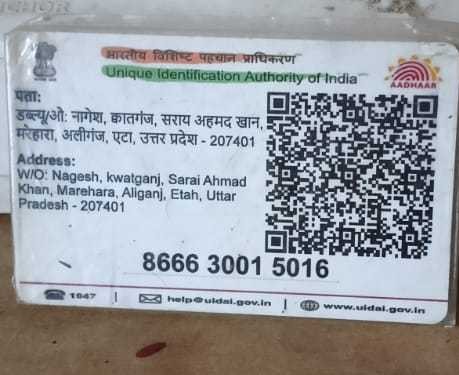 भारतीय विशिष्ट पहचान प्राधिकरण
Unique Identification Authority of India
AADHAAR
पता:
डब्ल्यू/ओ: नागेश, कातगंज, सराय अहमद खान,
मरेहारा, अलीगंज, एटा, उत्तर प्रदेश - 207401
Address:
W/O: Nagesh, kwatganj, Sarai Ahmad
Khan, Marehara, Aliganj, Etah, Uttar
Pradesh - 207401
8666 3001 5016
1947
help@uidai.gov.in
www.uidai.gov.in